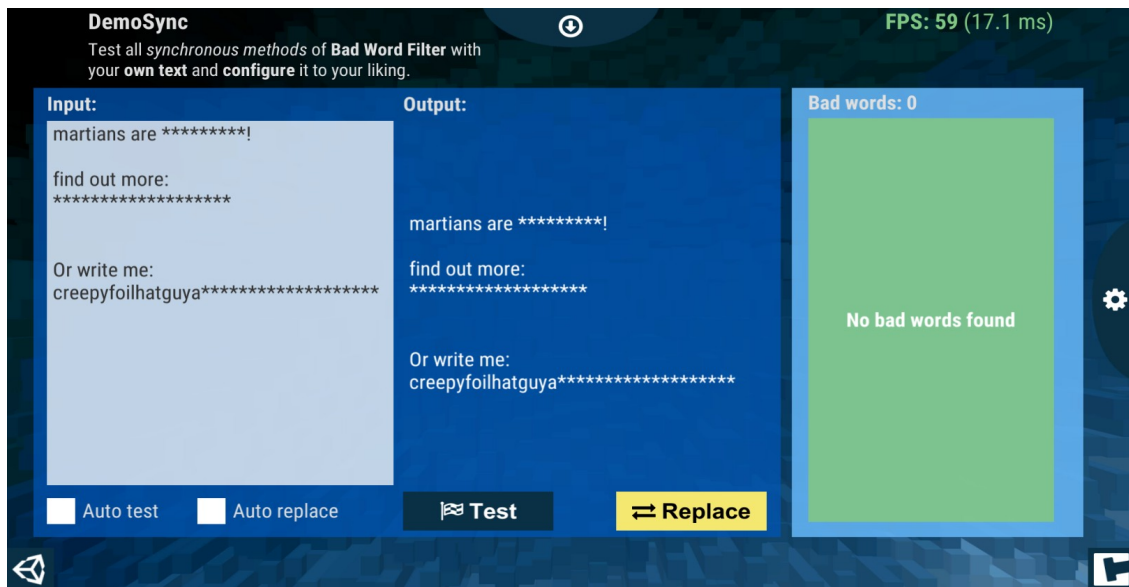 DemoSync
Test all synchronous methods of Bad Word Filter with
your own text and configure it to your liking.
FPS: 59 (17.1 ms)
Input:
martians are *********!
find out more:
*******************
Or write me:
creepyfoilhatguya*******************
Output:
martians are *********!
find out more:
*******************
Or write me:
creepyfoilhatguya*******************
Bad words: 0
No bad words found
Auto test
Auto replace
Test
Replace